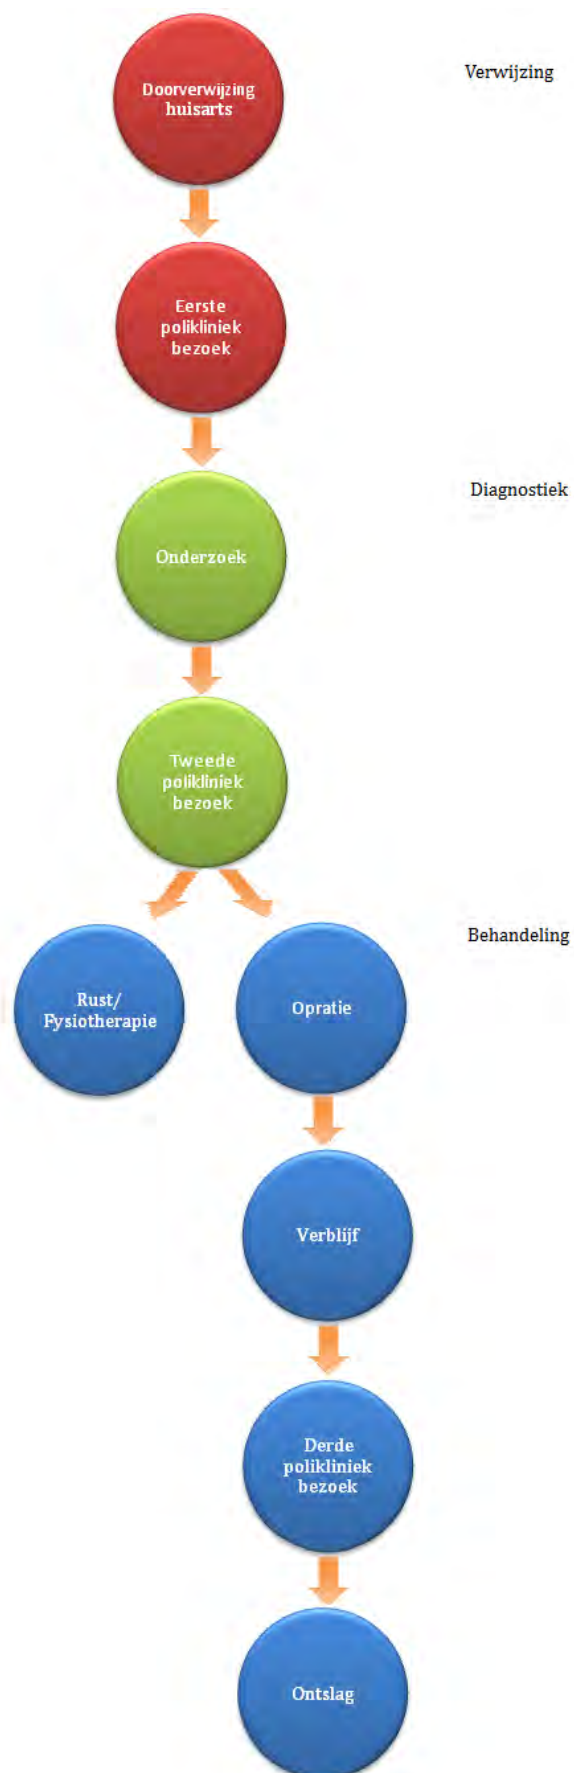 Doorverwijzing
huisarts
Verwijzing
Eerste
polikliniek
bezoek
Onderzoek
Diagnostiek
Tweede
polikliniek
bezoek
Rust/
Fysiotherapie
Opratie
Behandeling
Verblijf
Derde
polikliniek
bezoek
Ontslag